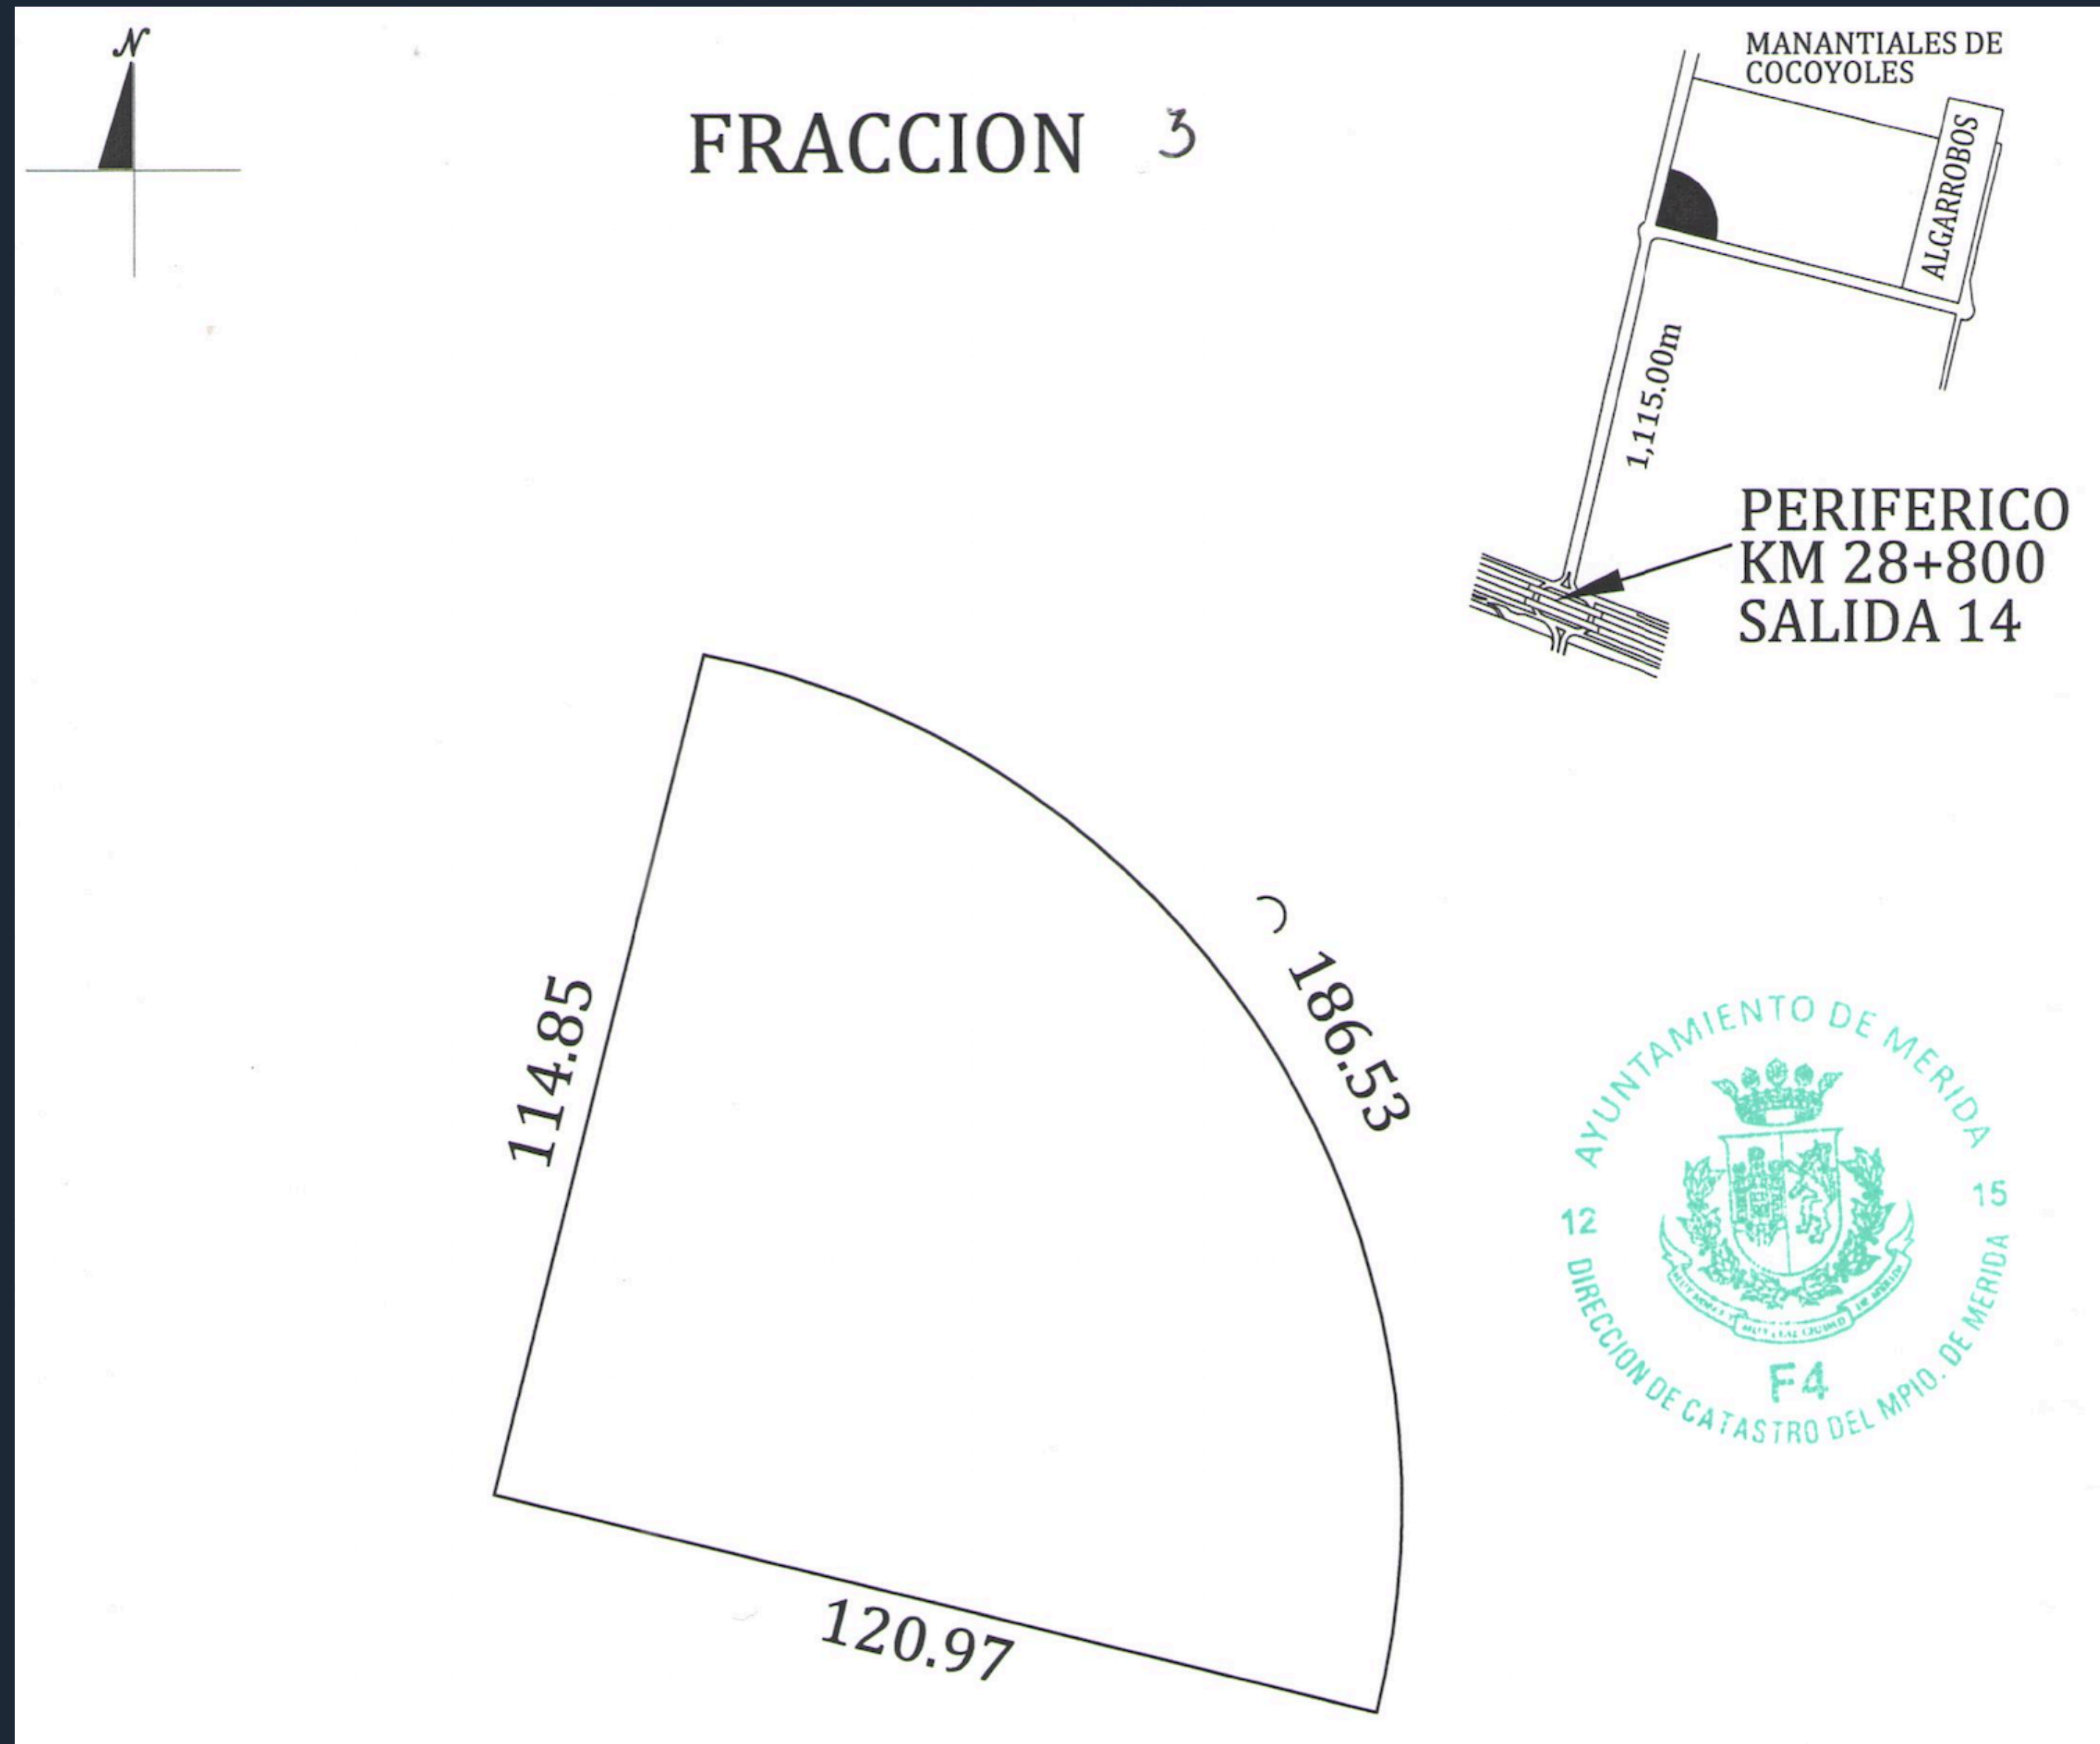 N
FRACCION 3
MANANTIALES DE
COCOYOLES
ALGARROBOS
1,115.00m
PERIFERICO
KM 28+800
SALIDA 14
114.85
186.53
120.97
AYUNTAMIENTO DE MERIDA
12 15
F4
DIRECCION DE CATASTRO DEL MPIO. DE MERIDA